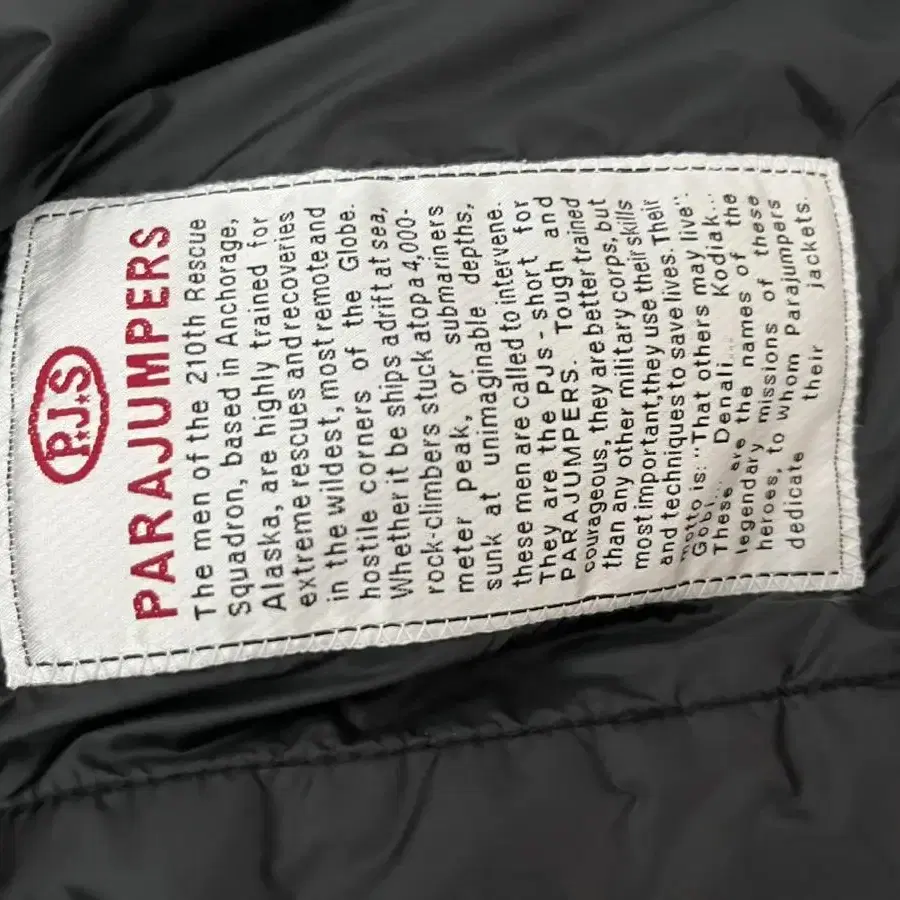 P.J.S
PARAJUMPERS
The men of the 210th Rescue
Squadron, based in Anchorage,
Alaska, are highly trained for
extreme rescues and recoveries
in the wildest, most remote and
hostile corners of the Globe.
Whether it be ships adrift at sea,
rock-climbers stuck atop a 4,000-
meter peak, or submariners
sunk at unimaginable depths,
these men are called to intervene.
They are the PJS - short for
PARAJUMPERS. Tough and
courageous, they are better trained
than any other military corps, but
most important, they use their skills
and techniques to save lives. Their
motto is: "That others may live".
Gobi... Denali... Kodiak...
These are the names of the
legendary missions of these
heroes, to whom Parajumpers
dedicate their jackets.